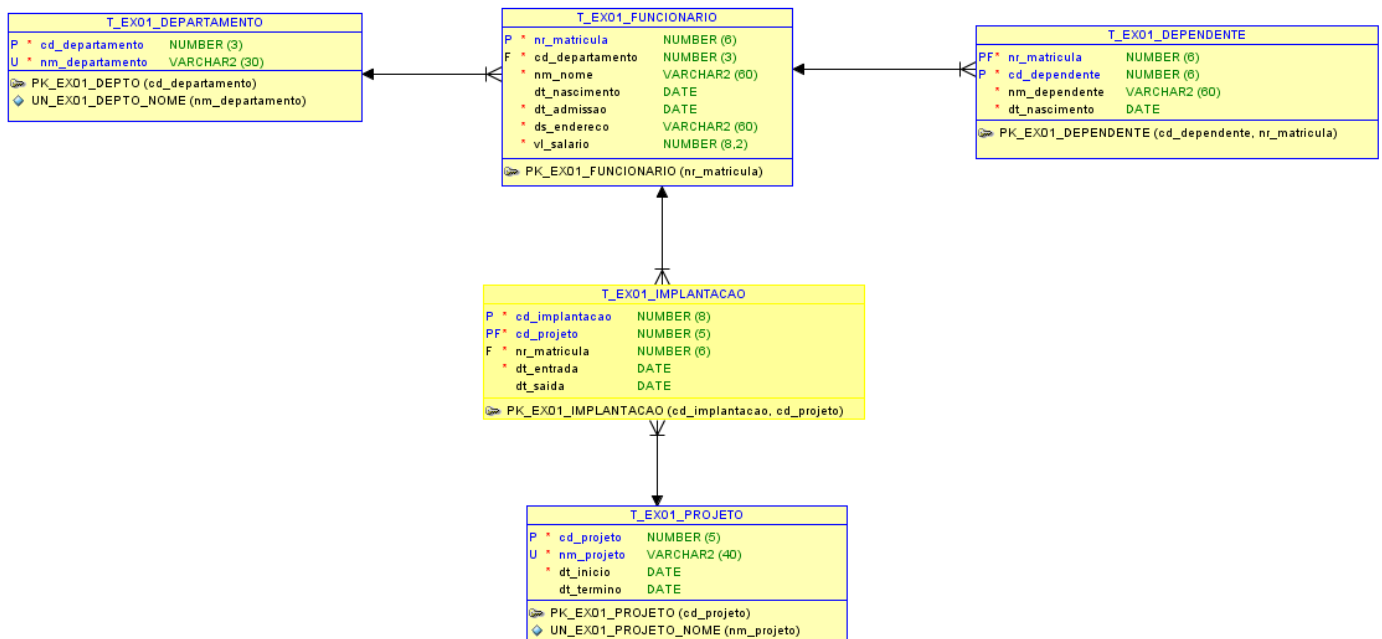 T_EX01_DEPARTAMENTO
P * cd_departamento NUMBER (3)
U * nm_departamento VARCHAR2 (30)
PK_EX01_DEPTO (cd_departamento)
UN_EX01_DEPTO_NOME (nm_departamento)
T_EX01_FUNCIONARIO
P * nr_matricula NUMBER (6)
F * cd_departamento NUMBER (3)
* nm_nome VARCHAR2 (60)
dt_nascimento DATE
* dt_admissao DATE
* ds_endereco VARCHAR2 (60)
* vl_salario NUMBER (8,2)
PK_EX01_FUNCIONARIO (nr_matricula)
T_EX01_DEPENDENTE
PF* nr_matricula NUMBER (6)
P * cd_dependente NUMBER (6)
* nm_dependente VARCHAR2 (60)
* dt_nascimento DATE
PK_EX01_DEPENDENTE (cd_dependente, nr_matricula)
T_EX01_IMPLANTACAO
P * cd_implantacao NUMBER (8)
PF* cd_projeto NUMBER (5)
F * nr_matricula NUMBER (6)
* dt_entrada DATE
dt_saida DATE
PK_EX01_IMPLANTACAO (cd_implantacao, cd_projeto)
T_EX01_PROJETO
P * cd_projeto NUMBER (5)
U * nm_projeto VARCHAR2 (40)
* dt_inicio DATE
dt_termino DATE
PK_EX01_PROJETO (cd_projeto)
UN_EX01_PROJETO_NOME (nm_projeto)